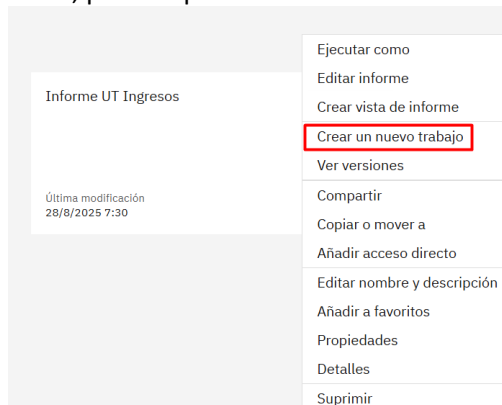 Ejecutar como
Editar informe
Informe UT Ingresos
Crear vista de informe
Crear un nuevo trabajo
Ver versiones
Última modificación
Compartir
28/8/2025 7:30
Copiar o mover a
Añadir acceso directo
Editar nombre y descripción
Añadir a favoritos
Propiedades
Detalles
Suprimir